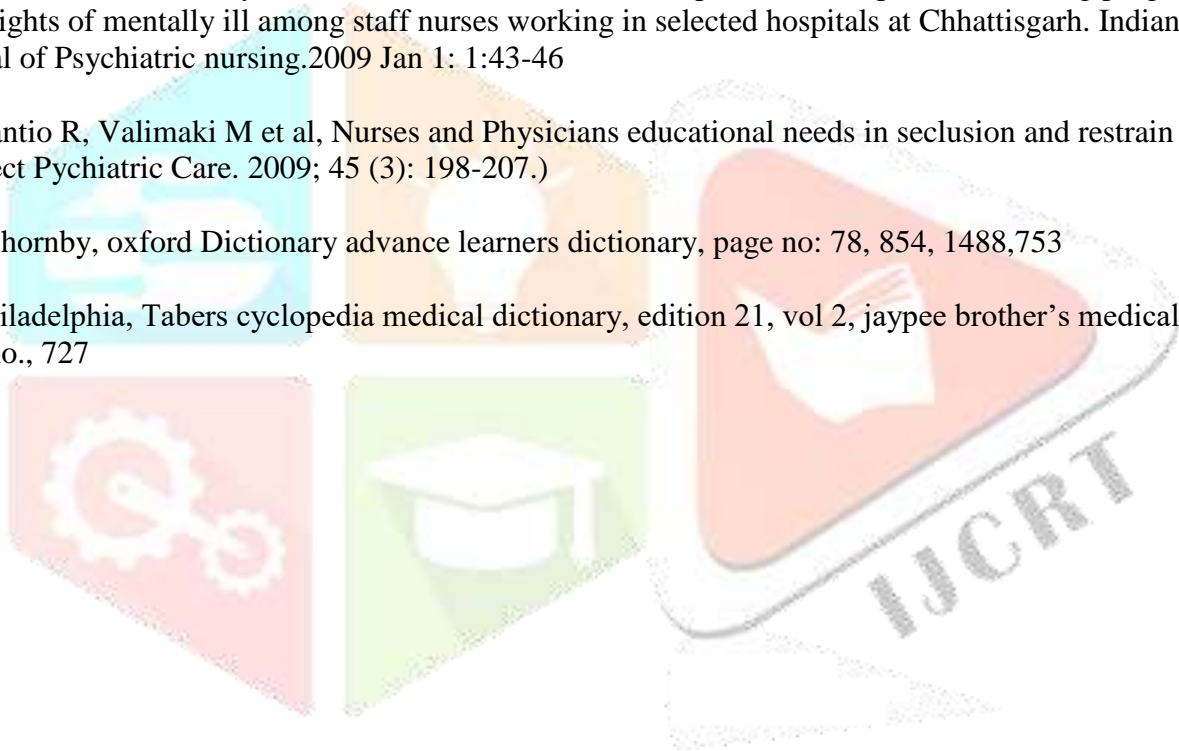 ights of mentally ill among staff nurses working in selected hospitals at Chhattisgarh. Indian
al of Psychiatric nursing.2009 Jan 1: 1:43-46
antio R, Valimaki M et al, Nurses and Physicians educational needs in seclusion and restrain
ect Pychiatric Care. 2009; 45 (3): 198-207.)
hornby, oxford Dictionary advance learners dictionary, page no: 78, 854, 1488,753
iladelphia, Tabers cyclopedia medical dictionary, edition 21, vol 2, jaypee brother’s medical
o., 727
IJCRT